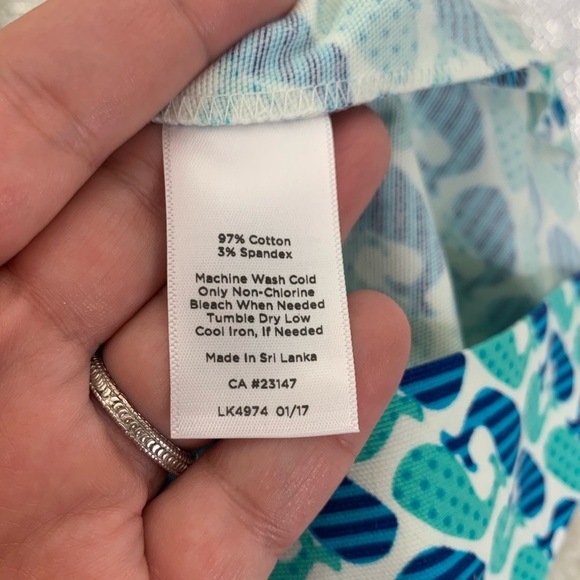 97% Cotton
3% Spandex
Machine Wash Cold
Only Non-Chlorine
Bleach When Needed
Tumble Dry Low
Cool Iron, If Needed
Made In Sri Lanka
CA #23147
LK4974 01/17